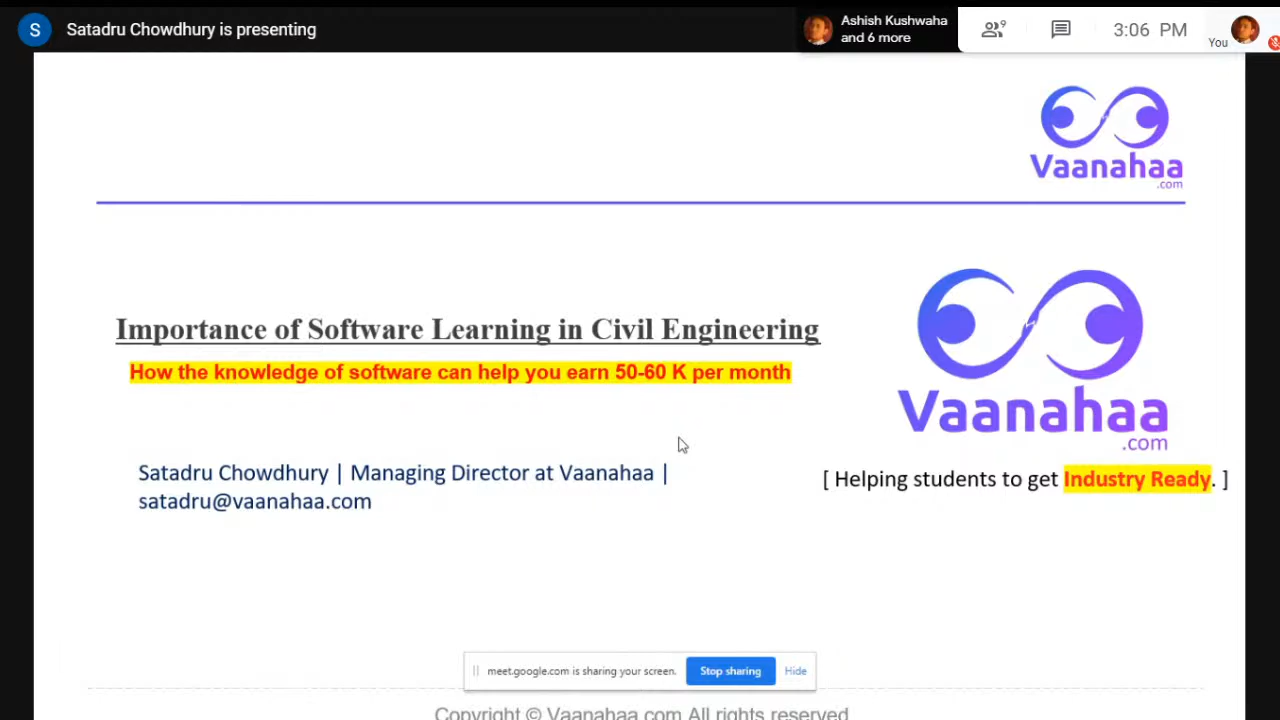 S
Satadru Chowdhury is presenting
Ashish Kushwaha
and 6 more
9
3:06 PM
You
Vaanahaa
.com
Importance of Software Learning in Civil Engineering
How the knowledge of software can help you earn 50-60 K per month
Vaanahaa
.com
Satadru Chowdhury | Managing Director at Vaanahaa |
satadru@vaanahaa.com
[ Helping students to get Industry Ready. ]
meet.google.com is sharing your screen. Stop sharing Hide
Copyright © Vaanahaa.com All rights reserved